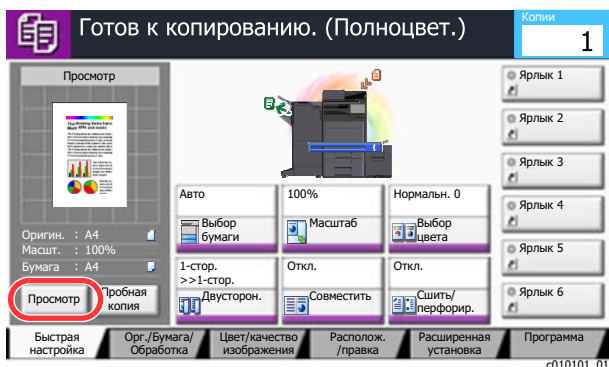 Готов к копированию. (Полноцвет.)
Копии
1
Просмотр
Оригин. : A4
Масшт. : 100%
Бумага : A4
Просмотр
Пробная
копия
Авто
Выбор
бумаги
100%
Масштаб
Нормальн. 0
Выбор
цвета
1-стор.
>>1-стор.
Двусторон.
Откл.
Совместить
Откл.
Сшить/
перфорир.
Ярлык 1
Ярлык 2
Ярлык 3
Ярлык 4
Ярлык 5
Ярлык 6
Быстрая
настройка
Орг./Бумага/
Обработка
Цвет/качество
изображения
Располож.
/правка
Расширенная
установка
Программа
c010101_01